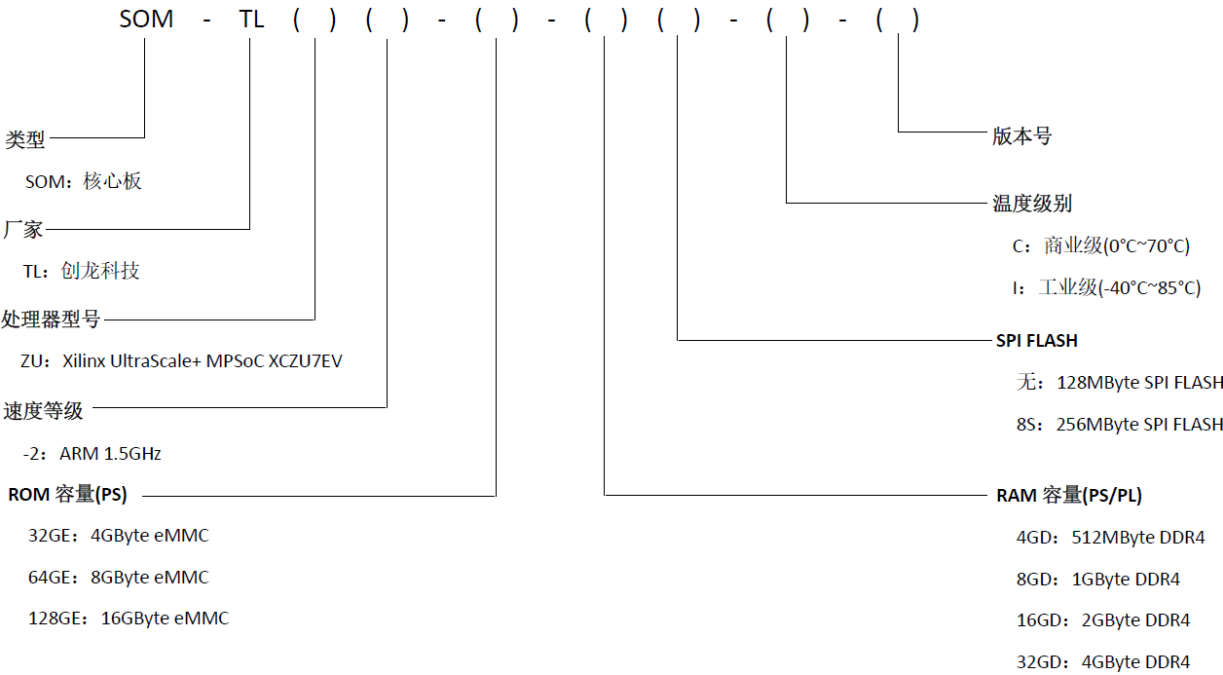 SOM - TL ( ) ( ) - ( ) - ( ) ( ) - ( ) - ( )
类型
SOM：核心板
厂家
TL：创龙科技
处理器型号
ZU：Xilinx UltraScale+ MPSoC XCZU7EV
速度等级
-2：ARM 1.5GHz
ROM 容量(PS)
32GE：4GByte eMMC
64GE：8GByte eMMC
128GE：16GByte eMMC
版本号
温度级别
C：商业级(0°C~70°C)
I：工业级(-40°C~85°C)
SPI FLASH
无：128MByte SPI FLASH
8S：256MByte SPI FLASH
RAM 容量(PS/PL)
4GD：512MByte DDR4
8GD：1GByte DDR4
16GD：2GByte DDR4
32GD：4GByte DDR4